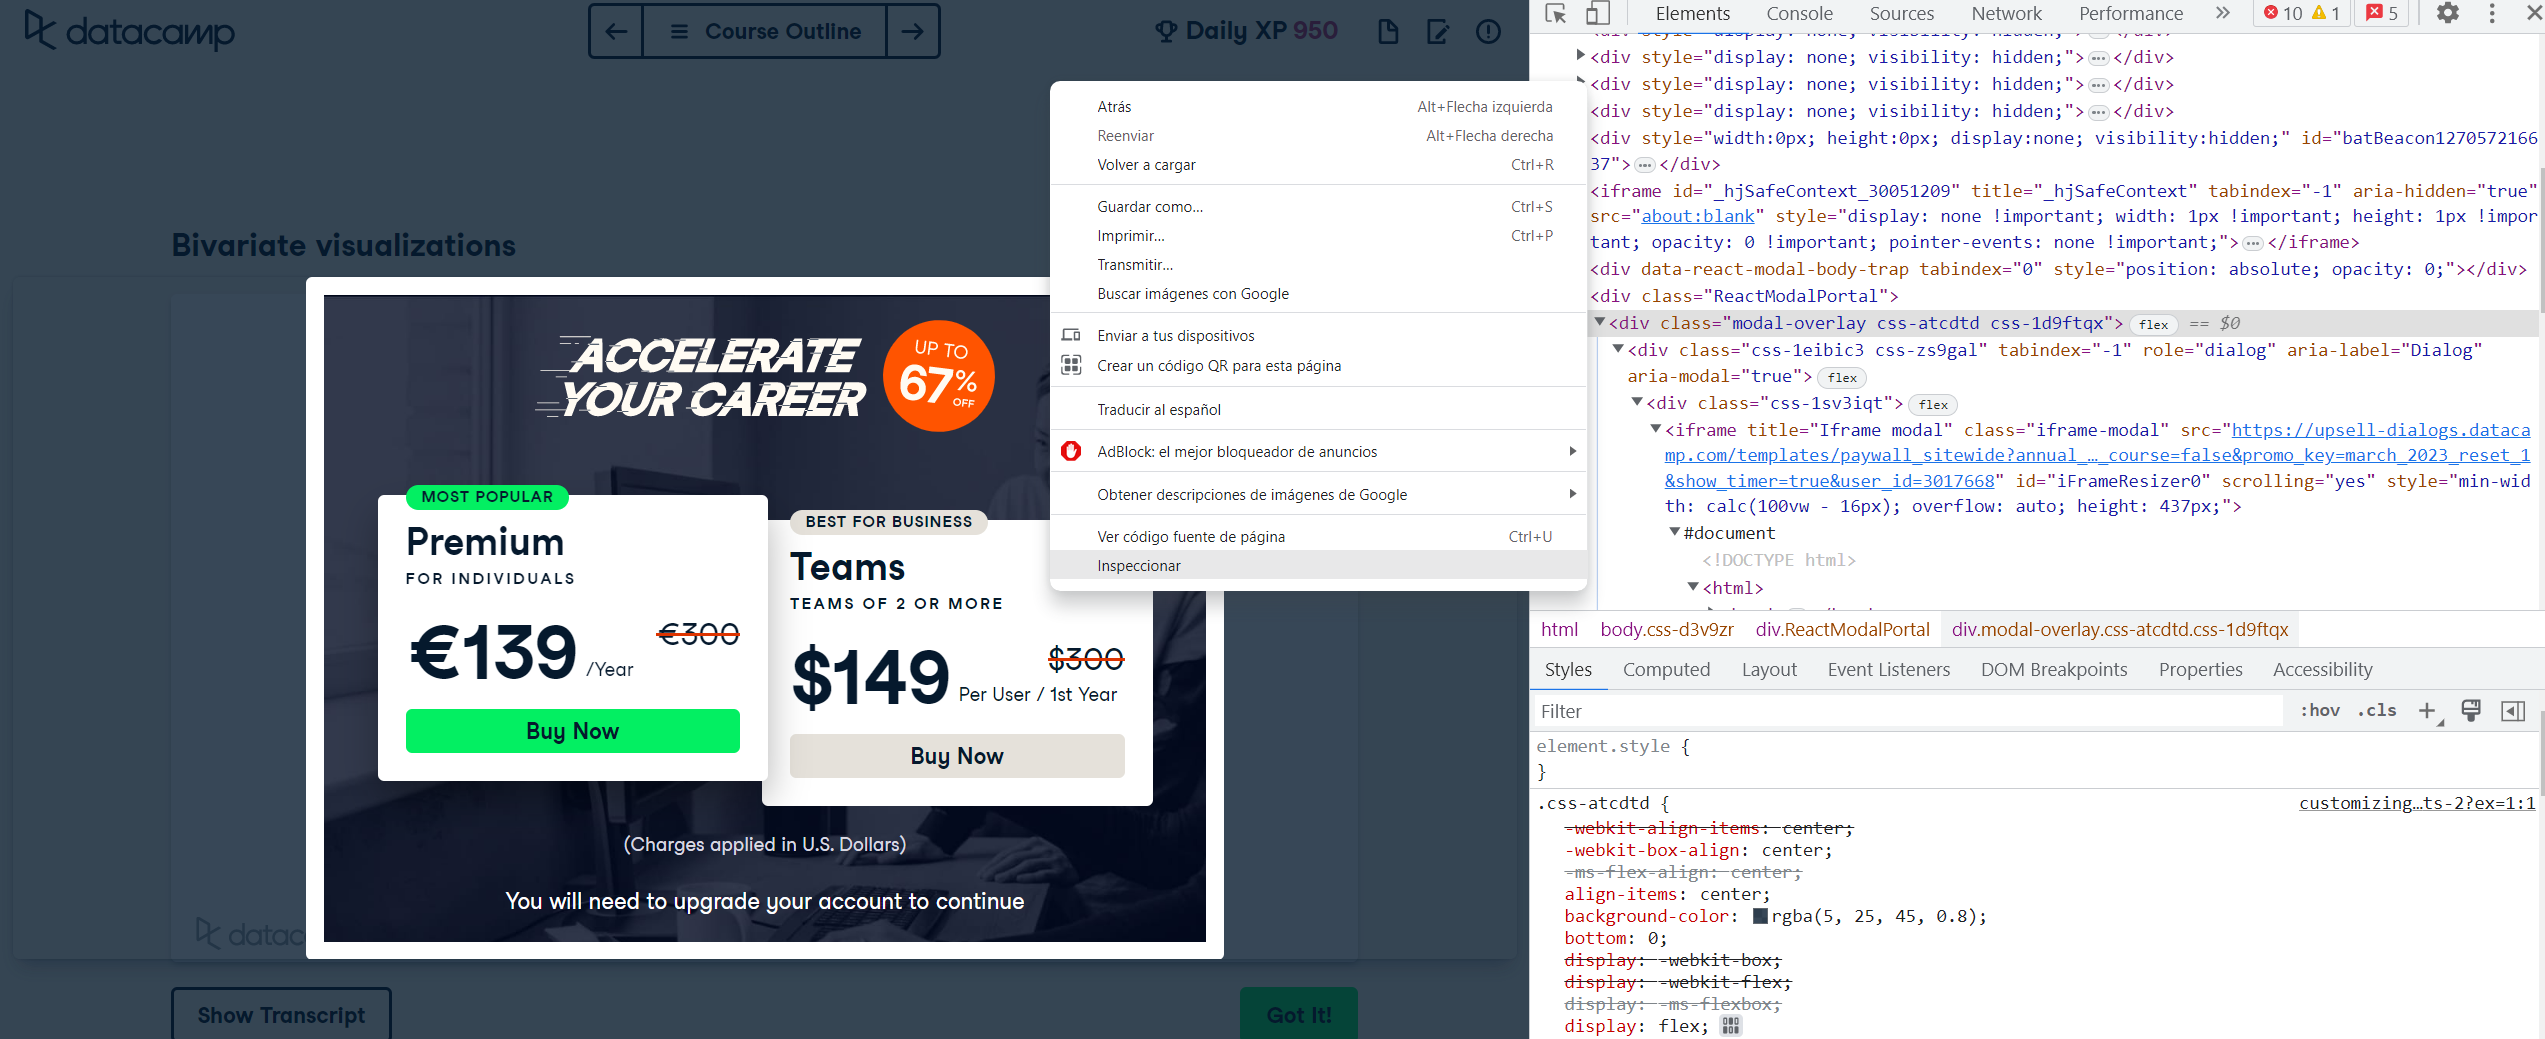 datacamp
Course Outline
Daily XP 950
Bivariate visualizations
ACCELERATE
YOUR CAREER
UP TO
67%
OFF
MOST POPULAR
Premium
FOR INDIVIDUALS
€300
€139 /Year
Buy Now
BEST FOR BUSINESS
Teams
TEAMS OF 2 OR MORE
$300
$149 Per User / 1st Year
Buy Now
(Charges applied in U.S. Dollars)
You will need to upgrade your account to continue
datac
Show Transcript
Got It!
Atrás Alt+Flecha izquierda
Reenviar Alt+Flecha derecha
Volver a cargar Ctrl+R
Guardar como... Ctrl+S
Imprimir... Ctrl+P
Transmitir...
Buscar imágenes con Google
Enviar a tus dispositivos
Crear un código QR para esta página
Traducir al español
AdBlock: el mejor bloqueador de anuncios
Obtener descripciones de imágenes de Google
Ver código fuente de página Ctrl+U
Inspeccionar
Elements Console Sources Network Performance 10 1 5
<div style="display: none; visibility: hidden;">…</div>
<div style="display: none; visibility: hidden;">…</div>
<div style="display: none; visibility: hidden;">…</div>
<div style="display: none; visibility: hidden;">…</div>
<div style="width:0px; height:0px; display:none; visibility:hidden;" id="batBeacon1270572166
37">…</div>
<iframe id="_hjSafeContext_30051209" title="_hjSafeContext" tabindex="-1" aria-hidden="true"
src="about:blank" style="display: none !important; width: 1px !important; height: 1px !impor
tant; opacity: 0 !important; pointer-events: none !important;">…</iframe>
<div data-react-modal-body-trap tabindex="0" style="position: absolute; opacity: 0;"></div>
<div class="ReactModalPortal">
<div class="modal-overlay css-atcdtd css-1d9ftqx"> flex == $0
<div class="css-1eibic3 css-zs9gal" tabindex="-1" role="dialog" aria-label="Dialog"
aria-modal="true"> flex
<div class="css-1sv3iqt"> flex
<iframe title="Iframe modal" class="iframe-modal" src="https://upsell-dialogs.dataca
mp.com/templates/paywall_sitewide?annual_…_course=false&promo_key=march_2023_reset_1
&show_timer=true&user_id=3017668" id="iFrameResizer0" scrolling="yes" style="min-wid
th: calc(100vw - 16px); overflow: auto; height: 437px;">
#document
<!DOCTYPE html>
<html>
html body.css-d3v9zr div.ReactModalPortal div.modal-overlay.css-atcdtd.css-1d9ftqx
Styles Computed Layout Event Listeners DOM Breakpoints Properties Accessibility
Filter :hov .cls
element.style {
}
.css-atcdtd { customizing…ts-2?ex=1:1
-webkit-align-items: center;
-webkit-box-align: center;
-ms-flex-align: center;
align-items: center;
background-color: rgba(5, 25, 45, 0.8);
bottom: 0;
display: -webkit-box;
display: -webkit-flex;
display: -ms-flexbox;
display: flex;